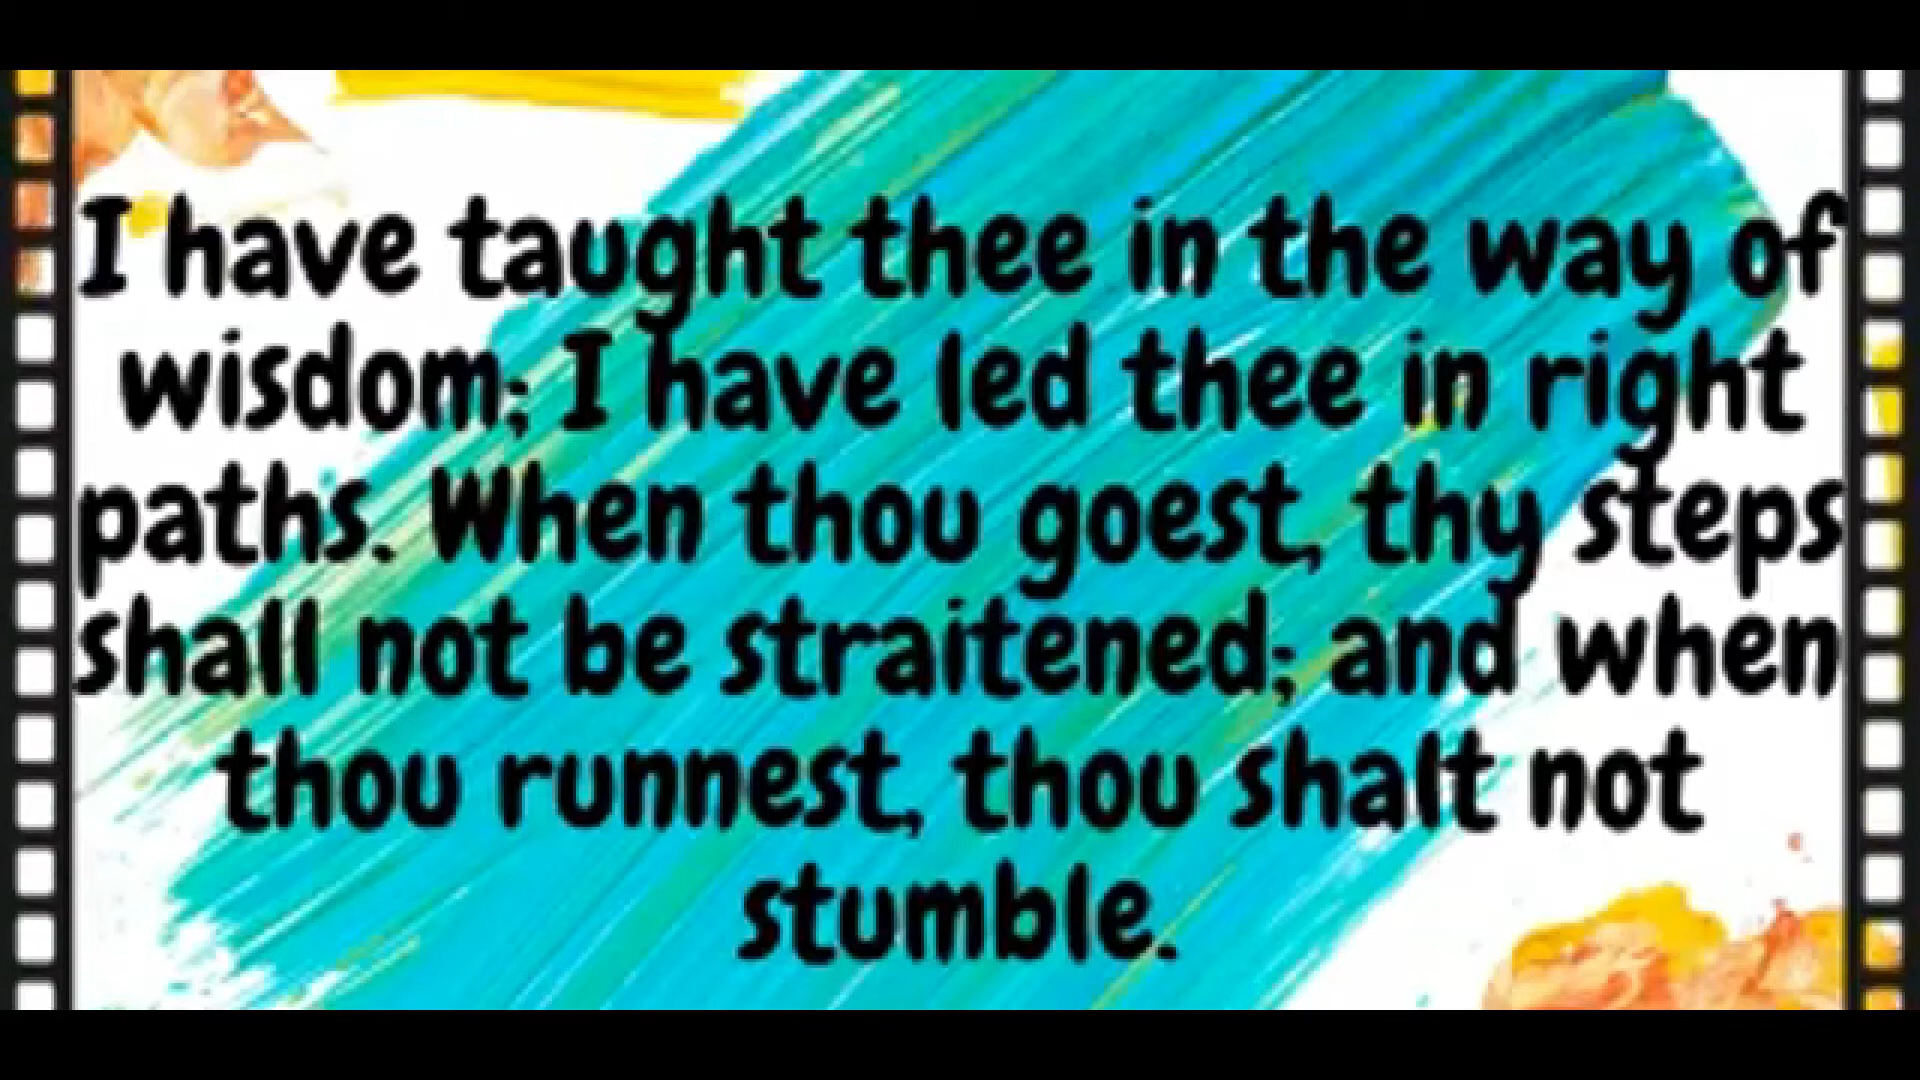 I have taught thee in the way of
wisdom; I have led thee in right
paths. When thou goest, thy steps
shall not be straitened; and when
thou runnest, thou shalt not
stumble.